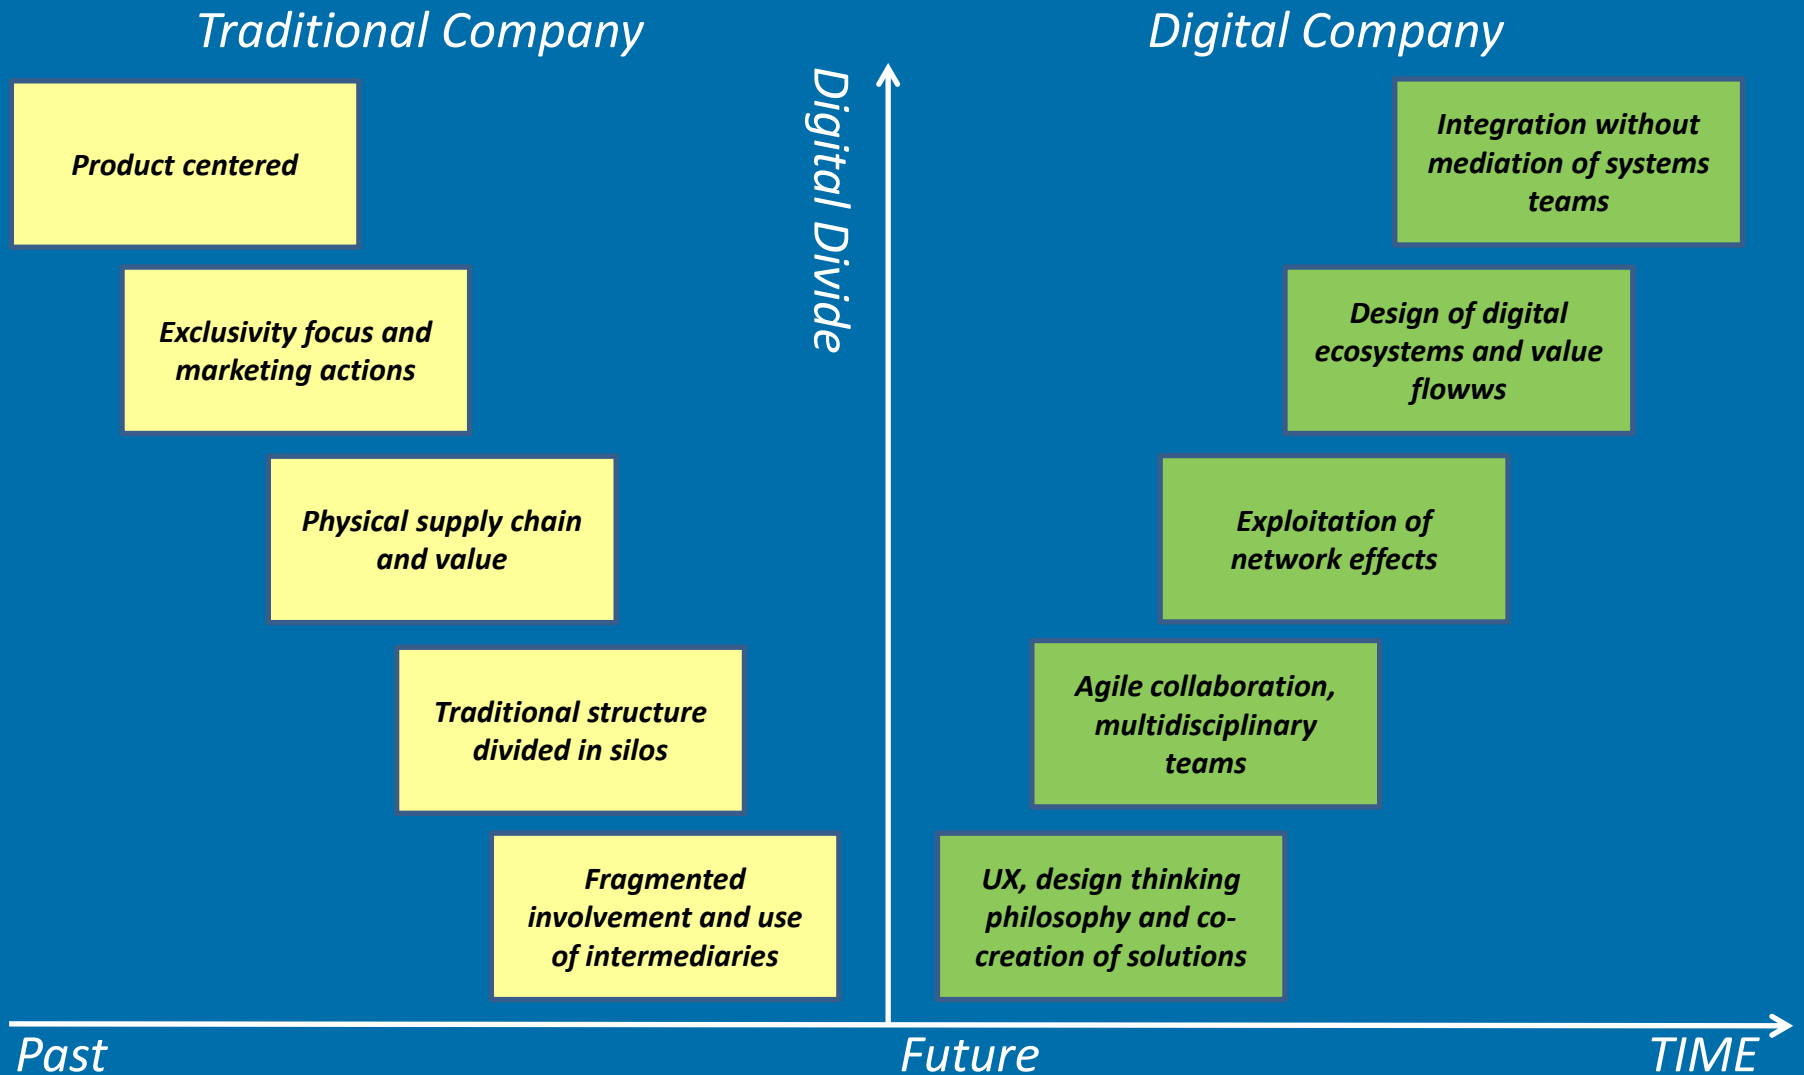 Traditional Company
Digital Company
Digital Divide
Product centered
Exclusivity focus and
marketing actions
Physical supply chain
and value
Traditional structure
divided in silos
Fragmented
involvement and use
of intermediaries
Integration without
mediation of systems
teams
Design of digital
ecosystems and value
flowws
Exploitation of
network effects
Agile collaboration,
multidisciplinary
teams
UX, design thinking
philosophy and co-
creation of solutions
Past
Future
TIME